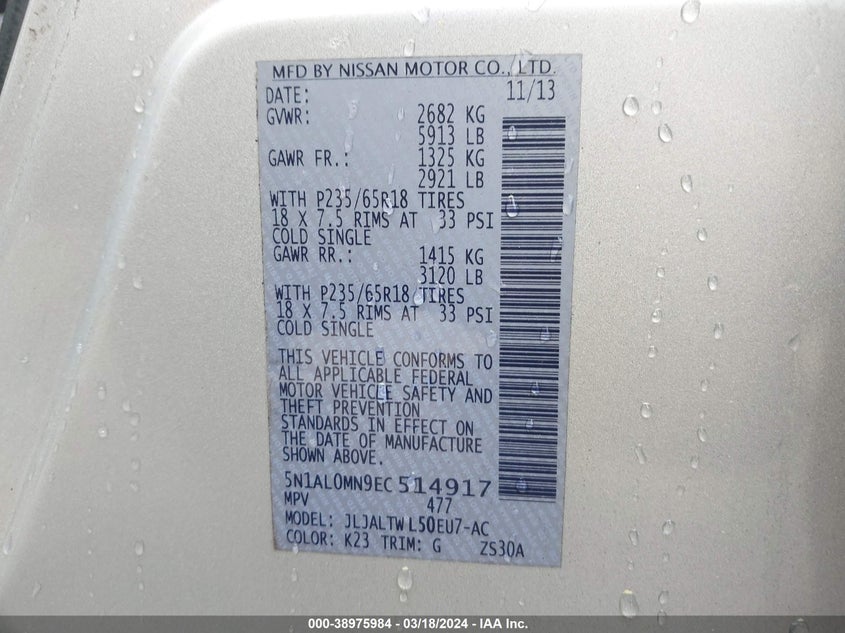 MFD BY NISSAN MOTOR CO., LTD.
DATE: 11/13
GVWR: 2682 KG
5913 LB
GAWR FR.: 1325 KG
2921 LB
WITH P235/65R18 TIRES
18 X 7.5 RIMS AT 33 PSI
COLD SINGLE
GAWR RR.: 1415 KG
3120 LB
WITH P235/65R18 TIRES
18 X 7.5 RIMS AT 33 PSI
COLD SINGLE
THIS VEHICLE CONFORMS TO
ALL APPLICABLE FEDERAL
MOTOR VEHICLE SAFETY AND
THEFT PREVENTION
STANDARDS IN EFFECT ON
THE DATE OF MANUFACTURE
SHOWN ABOVE.
5N1AL0MN9EC514917
MPV 477
MODEL: JLJALTWL50EU7-AC
COLOR: K23 TRIM: G ZS30A
000-38975984 - 03/18/2024 - IAA Inc.